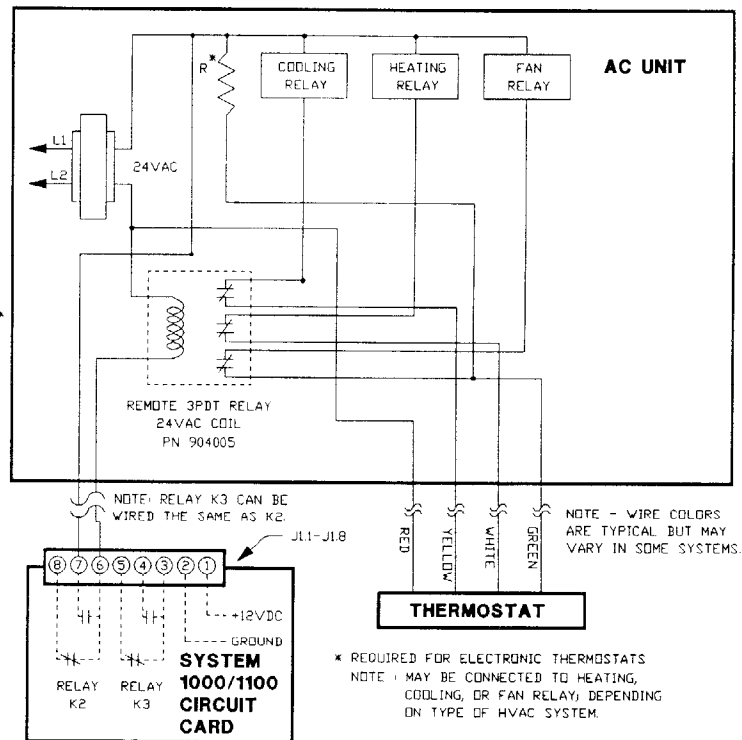 AC UNIT
R*
COOLING
RELAY
HEATING
RELAY
FAN
RELAY
L1
L2
24VAC
REMOTE 3PDT RELAY
24VAC COIL
PN 904005
NOTE: RELAY K3 CAN BE
WIRED THE SAME AS K2.
J1.1-J1.8
RED
YELLOW
WHITE
GREEN
NOTE - WIRE COLORS
ARE TYPICAL BUT MAY
VARY IN SOME SYSTEMS.
8 7 6 5 4 3 2 1
+12VDC
GROUND
RELAY
K2
RELAY
K3
SYSTEM
1000/1100
CIRCUIT
CARD
THERMOSTAT
* REQUIRED FOR ELECTRONIC THERMOSTATS
NOTE : MAY BE CONNECTED TO HEATING,
COOLING, OR FAN RELAY; DEPENDING
ON TYPE OF HVAC SYSTEM.